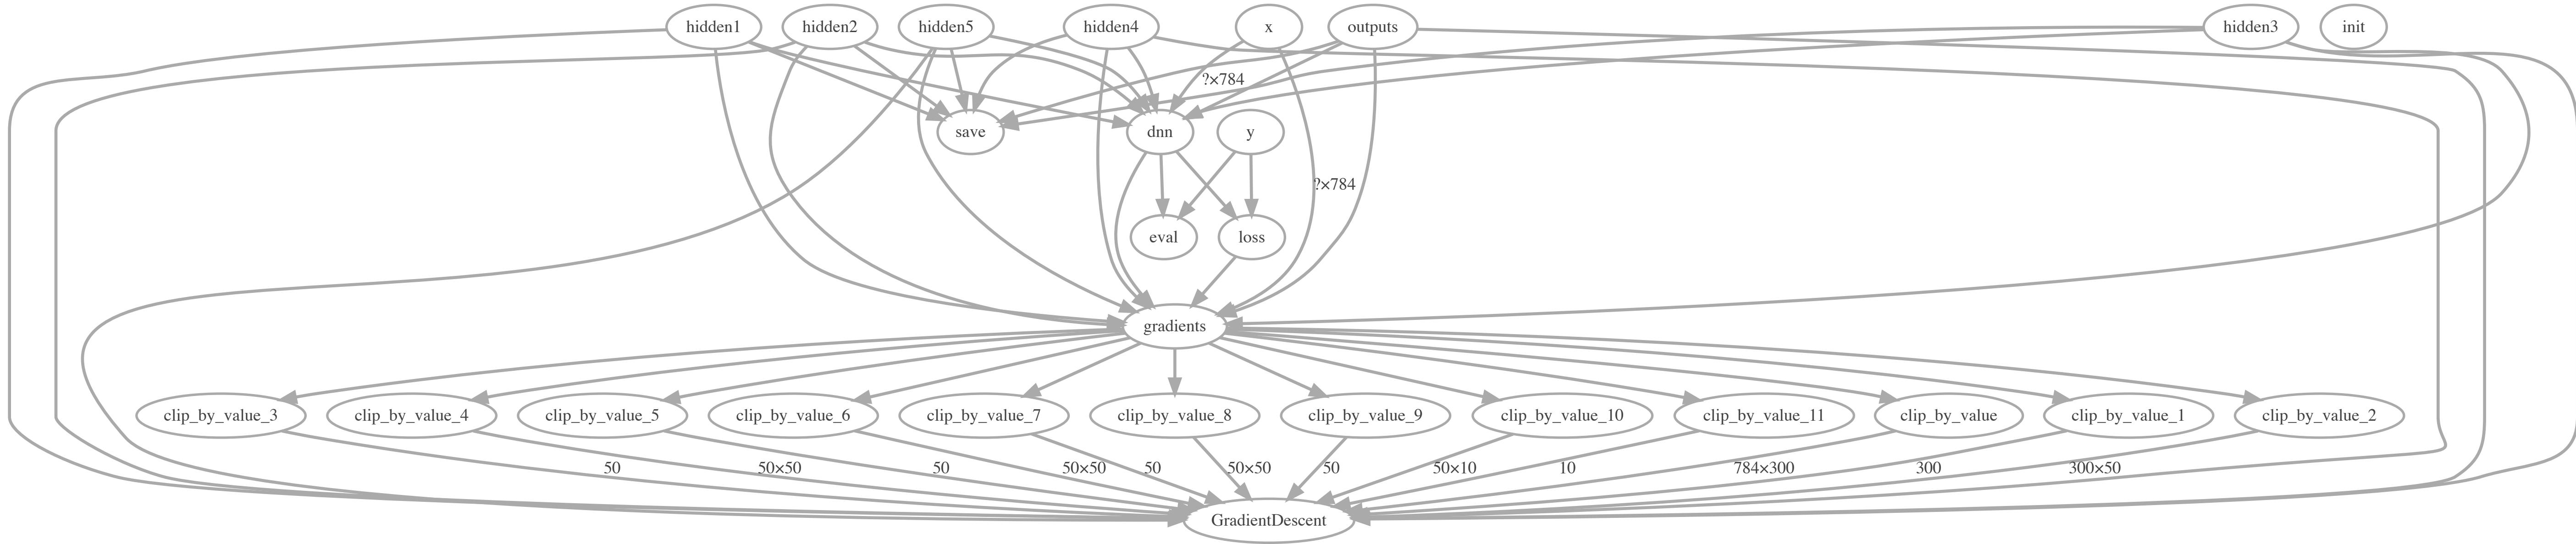 hidden1 hidden2 hidden5 hidden4 x outputs hidden3 init
?×784
save dnn y
?×784
eval loss
gradients
clip_by_value_3 clip_by_value_4 clip_by_value_5 clip_by_value_6 clip_by_value_7 clip_by_value_8 clip_by_value_9 clip_by_value_10 clip_by_value_11 clip_by_value clip_by_value_1 clip_by_value_2
50 50×50 50 50×50 50 50×50 50 50×10 10 784×300 300 300×50
GradientDescent